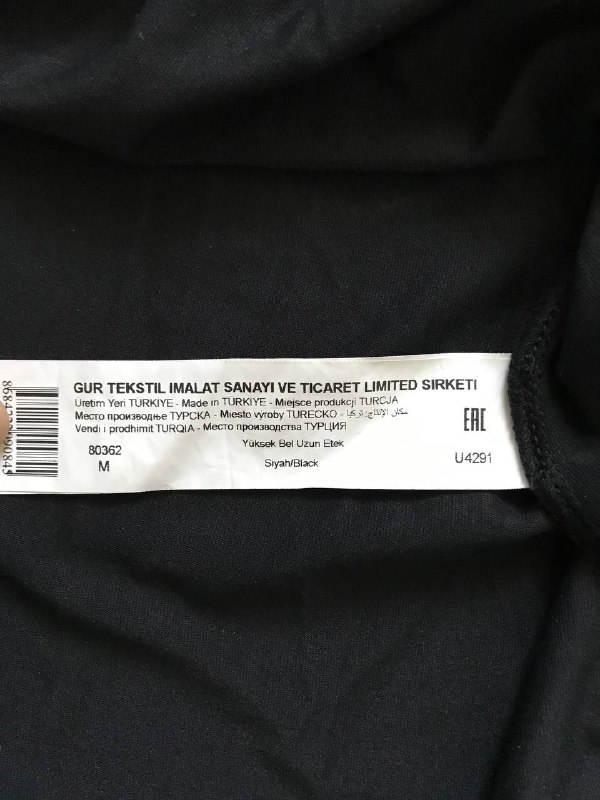 GUR TEKSTIL IMALAT SANAYI VE TICARET LIMITED SIRKETI
Uretim Yeri TURKIYE - Made in TURKIYE - Miejsce produkcji TURCJA
Место производње ТУРСКА - Miesto výroby TURECKO - مكان الإنتاج: تركيا
Vendi i prodhimit TURQIA - Место производства ТУРЦИЯ
EAC
80362
Yüksek Bel Uzun Etek
M
Siyah/Black
U4291